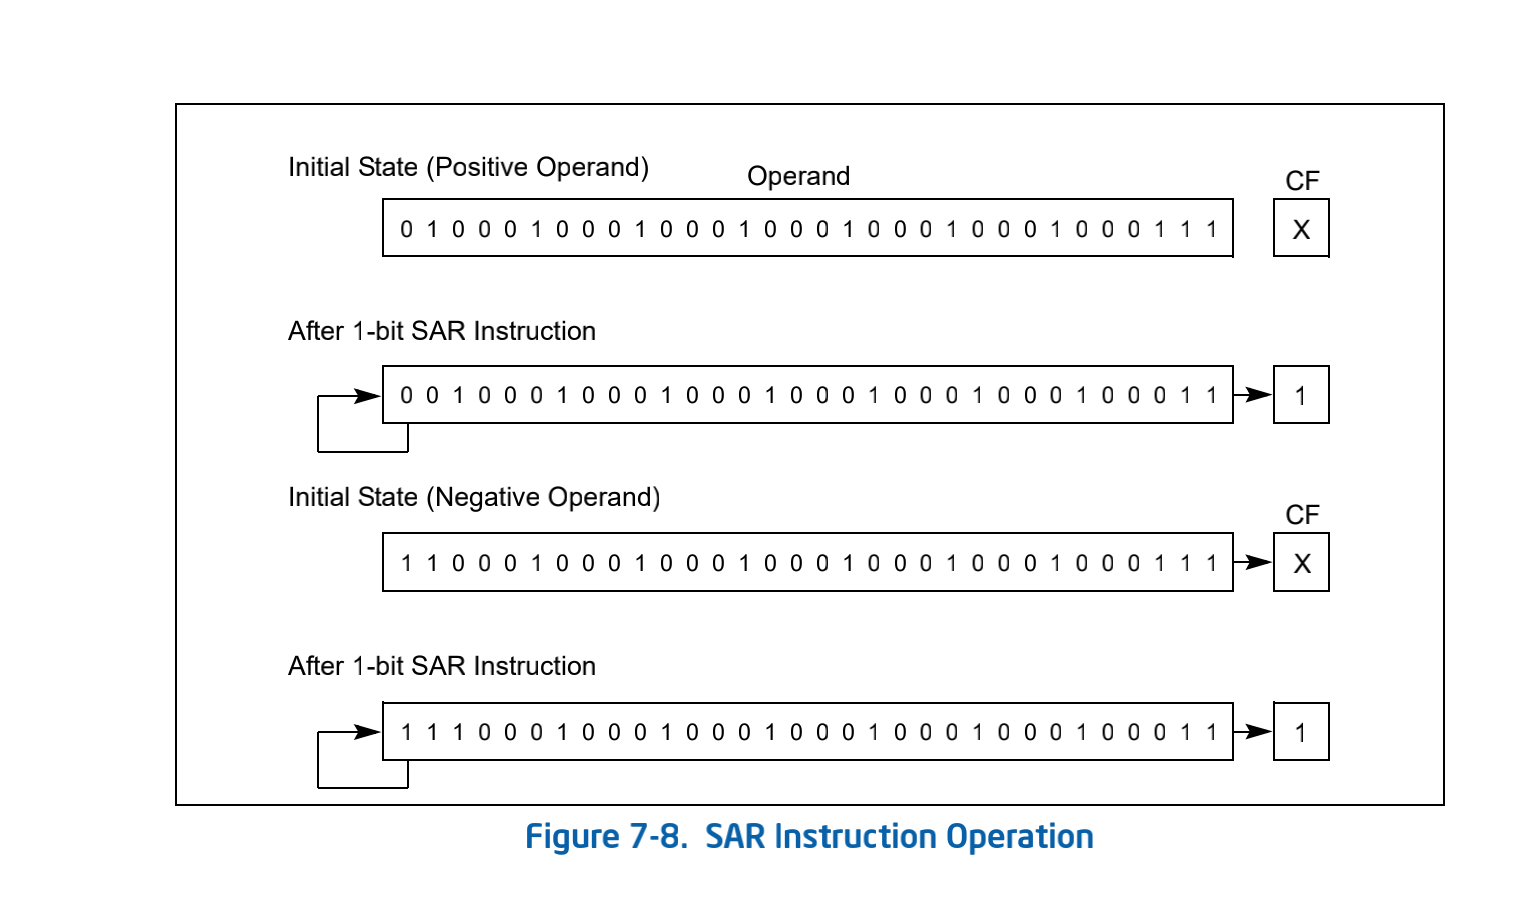 Initial State (Positive Operand)
Operand
CF
0 1 0 0 0 1 0 0 0 1 0 0 0 1 0 0 0 1 0 0 0 1 0 0 0 1 0 0 0 1 1 1
X
After 1-bit SAR Instruction
0 0 1 0 0 0 1 0 0 0 1 0 0 0 1 0 0 0 1 0 0 0 1 0 0 0 1 0 0 0 1 1
1
Initial State (Negative Operand)
CF
1 1 0 0 0 1 0 0 0 1 0 0 0 1 0 0 0 1 0 0 0 1 0 0 0 1 0 0 0 1 1 1
X
After 1-bit SAR Instruction
1 1 1 0 0 0 1 0 0 0 1 0 0 0 1 0 0 0 1 0 0 0 1 0 0 0 1 0 0 0 1 1
1
Figure 7-8. SAR Instruction Operation